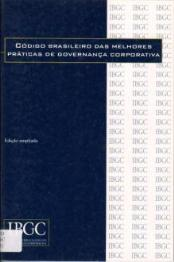 CÓDIGO BRASILEIRO DAS MELHORES
PRÁTICAS DE GOVERNANÇA CORPORATIVA
Edição ampliada
IBGC